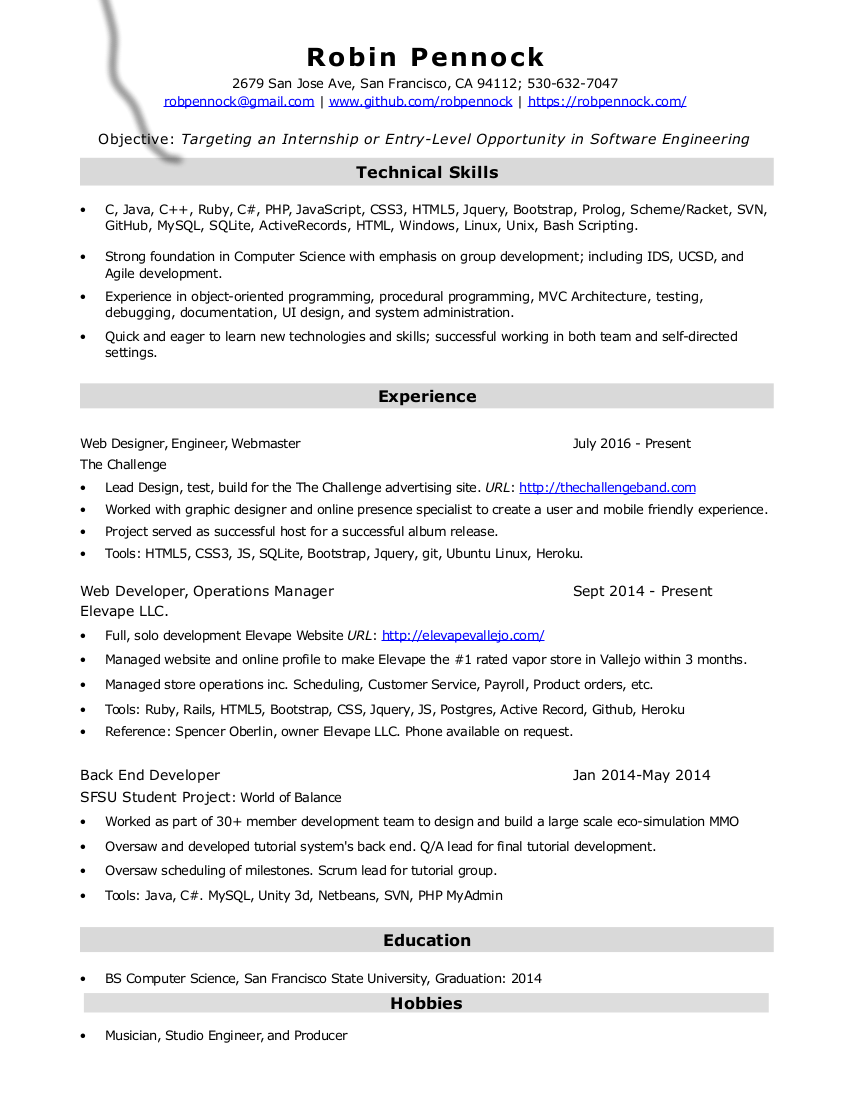 Robin Pennock
2679 San Jose Ave, San Francisco, CA 94112; 530-632-7047
robpennock@gmail.com | www.github.com/robpennock | https://robpennock.com/
Objective: Targeting an Internship or Entry-Level Opportunity in Software Engineering
Technical Skills
• C, Java, C++, Ruby, C#, PHP, JavaScript, CSS3, HTML5, Jquery, Bootstrap, Prolog, Scheme/Racket, SVN,
GitHub, MySQL, SQLite, ActiveRecords, HTML, Windows, Linux, Unix, Bash Scripting.
• Strong foundation in Computer Science with emphasis on group development; including IDS, UCSD, and
Agile development.
• Experience in object-oriented programming, procedural programming, MVC Architecture, testing,
debugging, documentation, UI design, and system administration.
• Quick and eager to learn new technologies and skills; successful working in both team and self-directed
settings.
Experience
Web Designer, Engineer, Webmaster July 2016 - Present
The Challenge
• Lead Design, test, build for the The Challenge advertising site. URL: http://thechallengeband.com
• Worked with graphic designer and online presence specialist to create a user and mobile friendly experience.
• Project served as successful host for a successful album release.
• Tools: HTML5, CSS3, JS, SQLite, Bootstrap, Jquery, git, Ubuntu Linux, Heroku.
Web Developer, Operations Manager Sept 2014 - Present
Elevape LLC.
• Full, solo development Elevape Website URL: http://elevapevallejo.com/
• Managed website and online profile to make Elevape the #1 rated vapor store in Vallejo within 3 months.
• Managed store operations inc. Scheduling, Customer Service, Payroll, Product orders, etc.
• Tools: Ruby, Rails, HTML5, Bootstrap, CSS, Jquery, JS, Postgres, Active Record, Github, Heroku
• Reference: Spencer Oberlin, owner Elevape LLC. Phone available on request.
Back End Developer Jan 2014-May 2014
SFSU Student Project: World of Balance
• Worked as part of 30+ member development team to design and build a large scale eco-simulation MMO
• Oversaw and developed tutorial system's back end. Q/A lead for final tutorial development.
• Oversaw scheduling of milestones. Scrum lead for tutorial group.
• Tools: Java, C#. MySQL, Unity 3d, Netbeans, SVN, PHP MyAdmin
Education
• BS Computer Science, San Francisco State University, Graduation: 2014
Hobbies
• Musician, Studio Engineer, and Producer